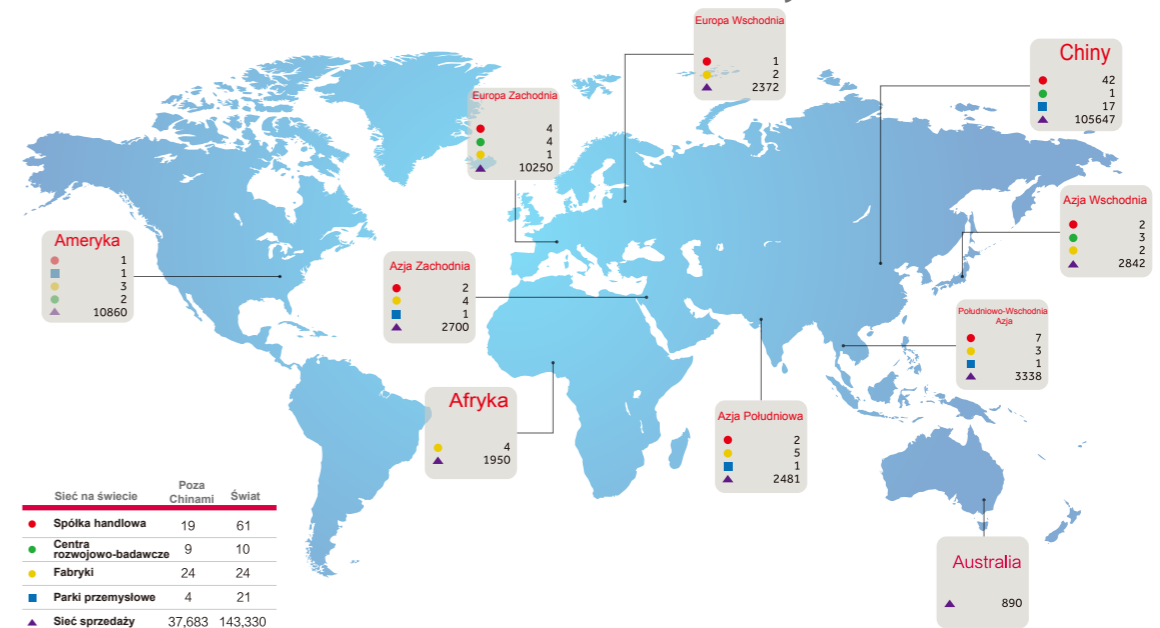 Europa Wschodnia
1
2
2372
Chiny
42
1
17
105647
Europa Zachodnia
4
4
1
10250
Azja Wschodnia
2
3
2
2842
Ameryka
1
1
3
2
10860
Azja Zachodnia
2
4
1
2700
Południowo-Wschodnia
Azja
7
3
1
3338
Afryka
4
1950
Azja Południowa
2
5
1
2481
Australia
890
Sieć na świecie Poza Chinami Świat
Spółka handlowa 19 61
Centra
rozwojowo-badawcze 9 10
Fabryki 24 24
Parki przemysłowe 4 21
Sieć sprzedaży 37,683 143,330